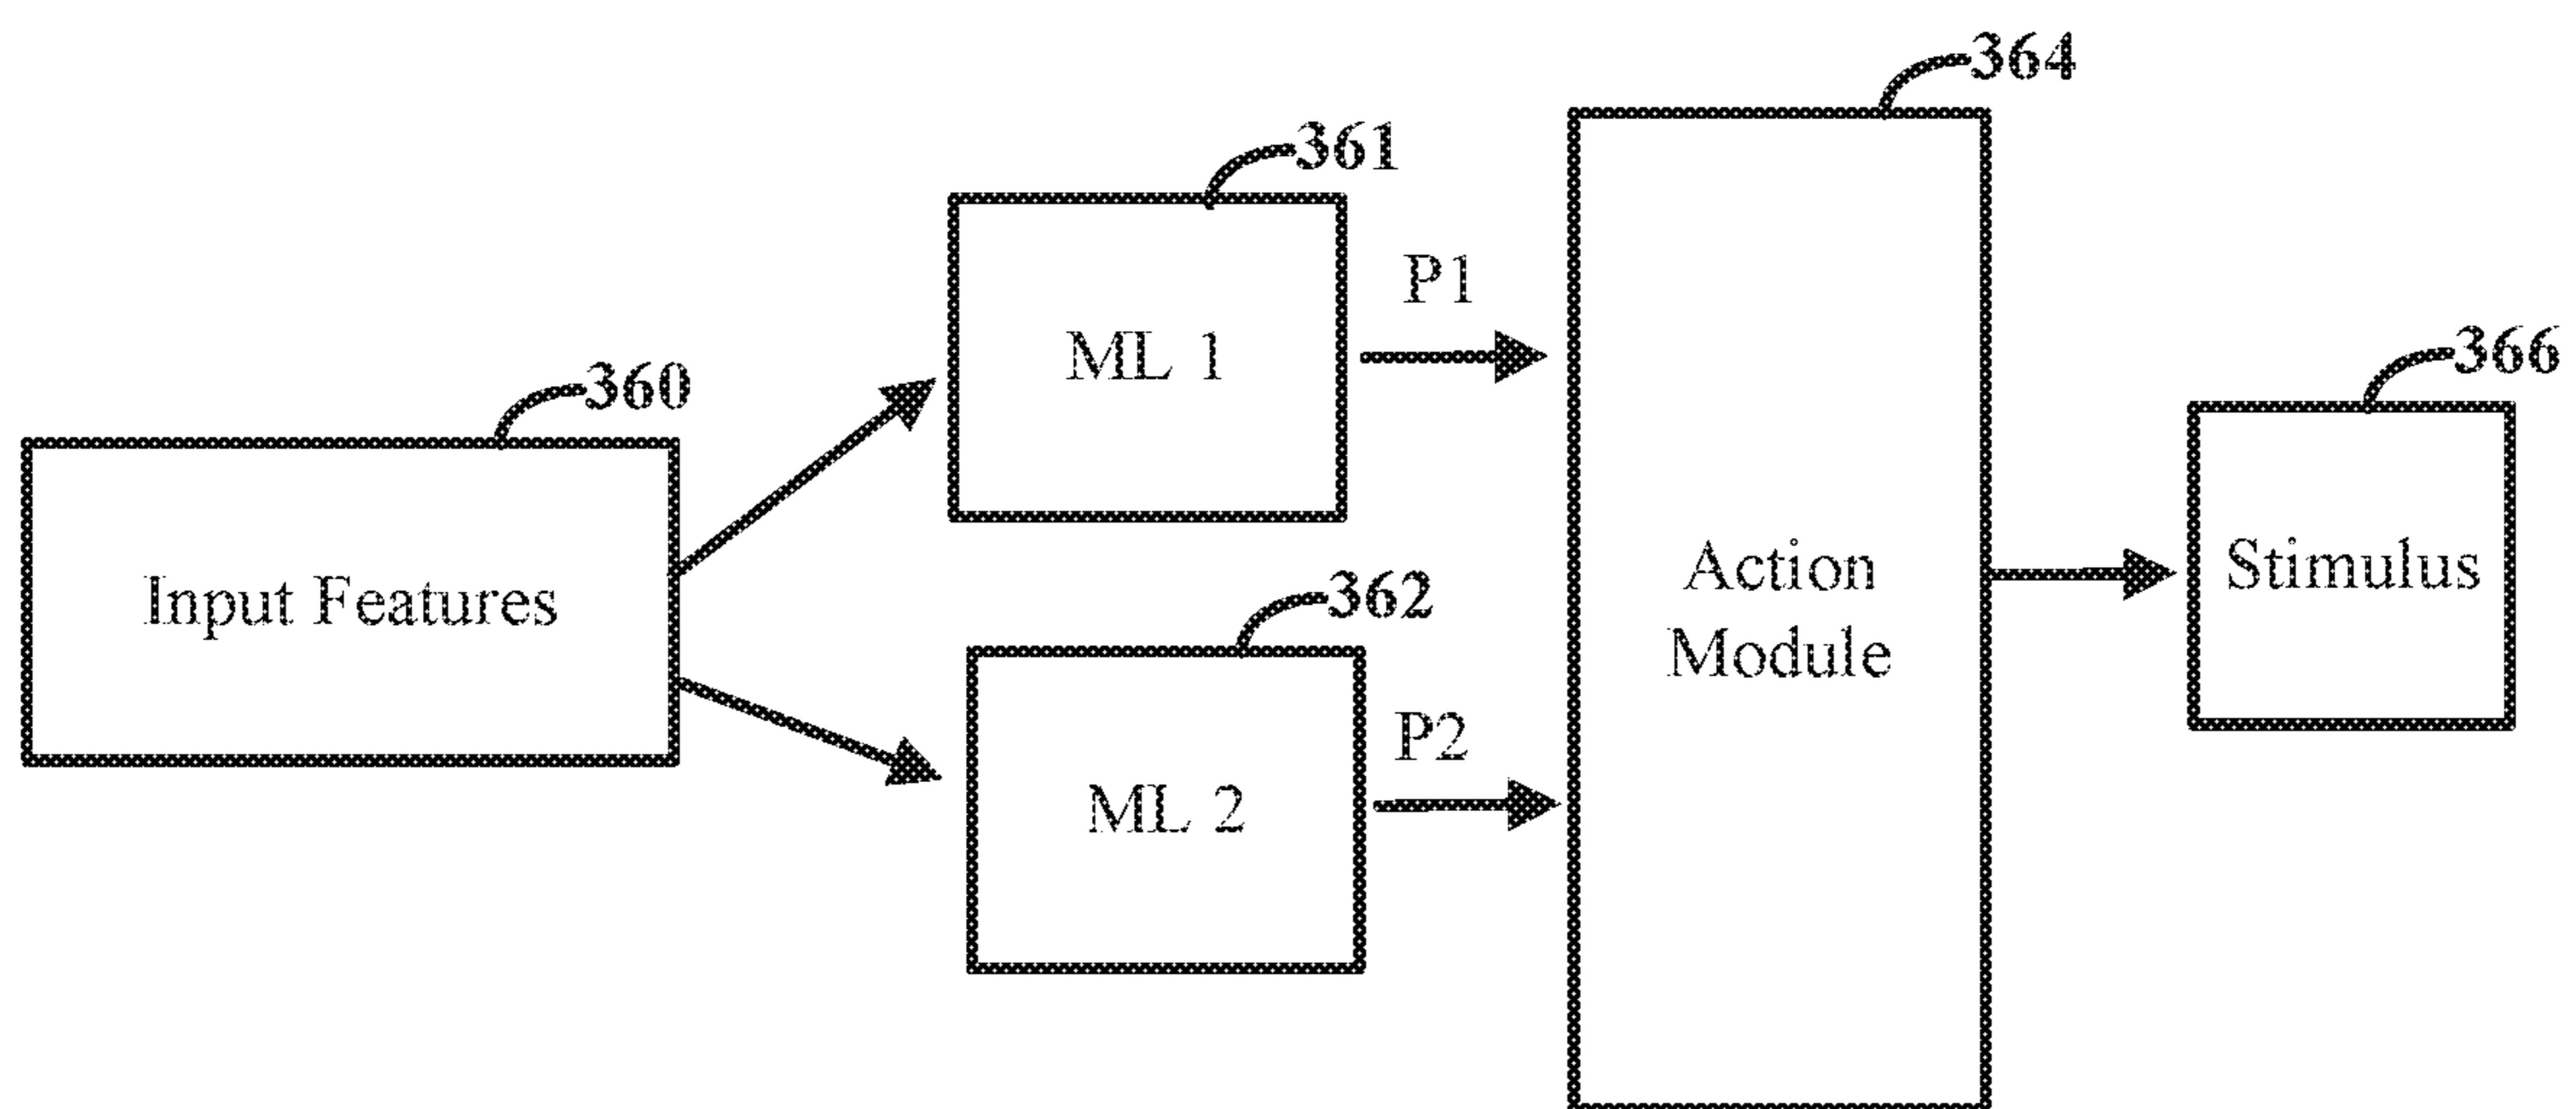 364
361
P1
ML 1
366
360
Input Features
Action
Module
Stimulus
362
P2
ML 2